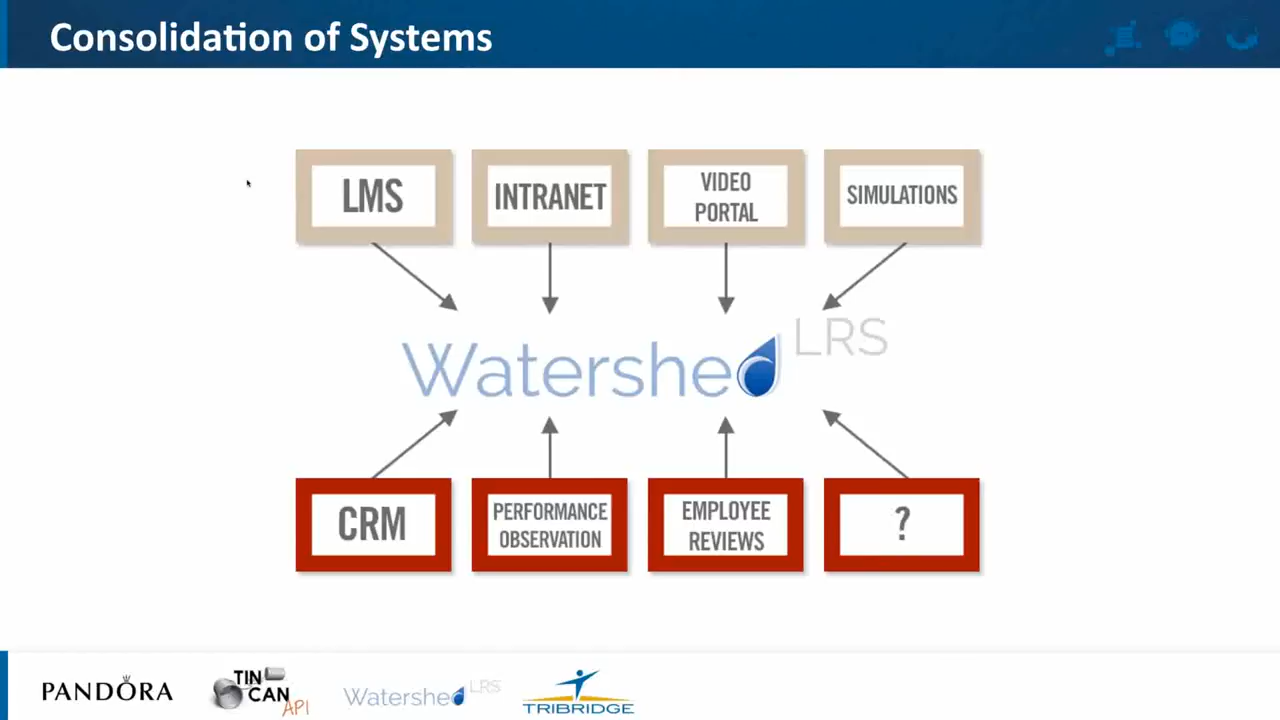 Consolidation of Systems
LMS
INTRANET
VIDEO
PORTAL
SIMULATIONS
Watershed LRS
CRM
PERFORMANCE
OBSERVATION
EMPLOYEE
REVIEWS
?
PANDÖRA
TIN
CAN
API
Watershed LRS
TRIBRIDGE